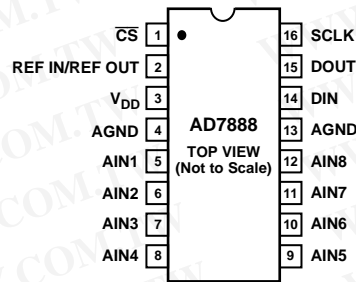 CS 1 16 SCLK
REF IN/REF OUT 2 15 DOUT
VDD 3 14 DIN
AGND 4 AD7888 13 AGND
AIN1 5 TOP VIEW 12 AIN8
(Not to Scale)
AIN2 6 11 AIN7
AIN3 7 10 AIN6
AIN4 8 9 AIN5